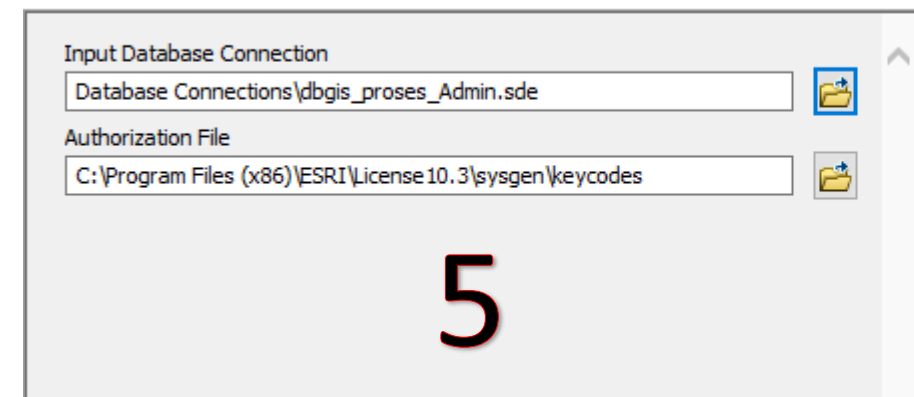 Input Database Connection
Database Connections\dbgis_proses_Admin.sde
Authorization File
C:\Program Files (x86)\ESRI\License10.3\sysgen\keycodes
5